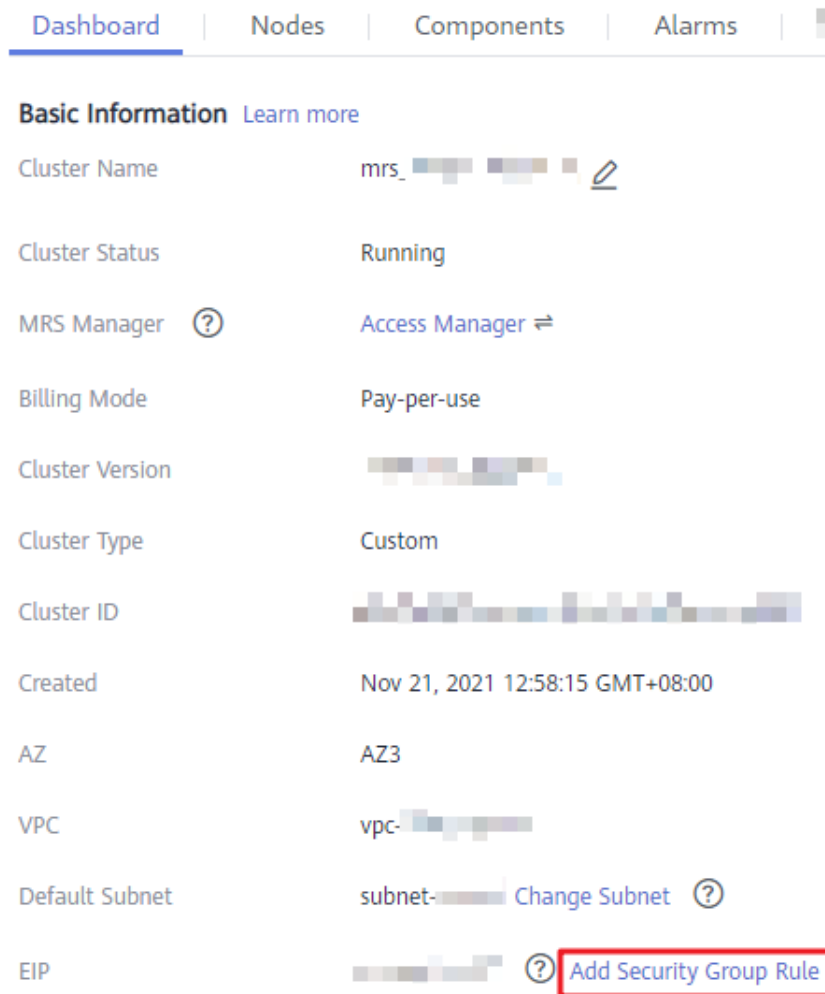 Dashboard Nodes Components Alarms
Basic Information Learn more
Cluster Name mrs_
Cluster Status Running
MRS Manager ? Access Manager ⇌
Billing Mode Pay-per-use
Cluster Version
Cluster Type Custom
Cluster ID
Created Nov 21, 2021 12:58:15 GMT+08:00
AZ AZ3
VPC vpc-
Default Subnet subnet- Change Subnet ?
EIP ? Add Security Group Rule